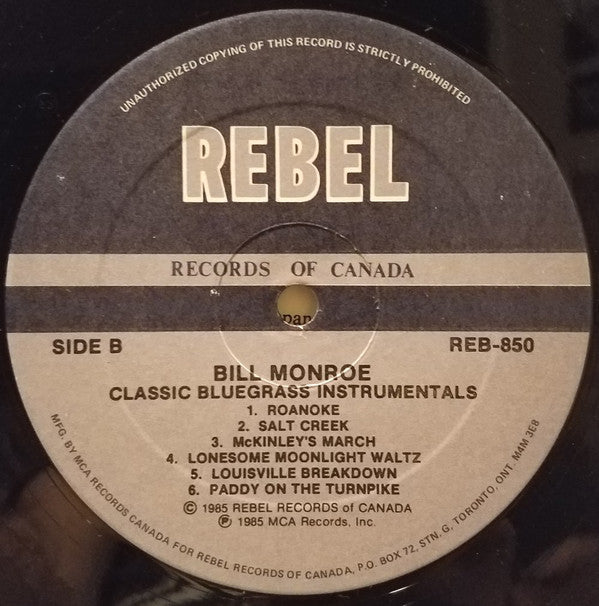 UNAUTHORIZED COPYING OF THIS RECORD IS STRICTLY PROHIBITED
REBEL
RECORDS OF CANADA
pan
SIDE B
REB-850
BILL MONROE
CLASSIC BLUEGRASS INSTRUMENTALS
1. ROANOKE
2. SALT CREEK
3. McKINLEY'S MARCH
4. LONESOME MOONLIGHT WALTZ
5. LOUISVILLE BREAKDOWN
6. PADDY ON THE TURNPIKE
© 1985 REBEL RECORDS of CANADA
℗ 1985 MCA Records, Inc.
MFG. BY MCA RECORDS CANADA FOR REBEL RECORDS OF CANADA, P.O. BOX 72, STN. G, TORONTO, ONT. M4M 3E8